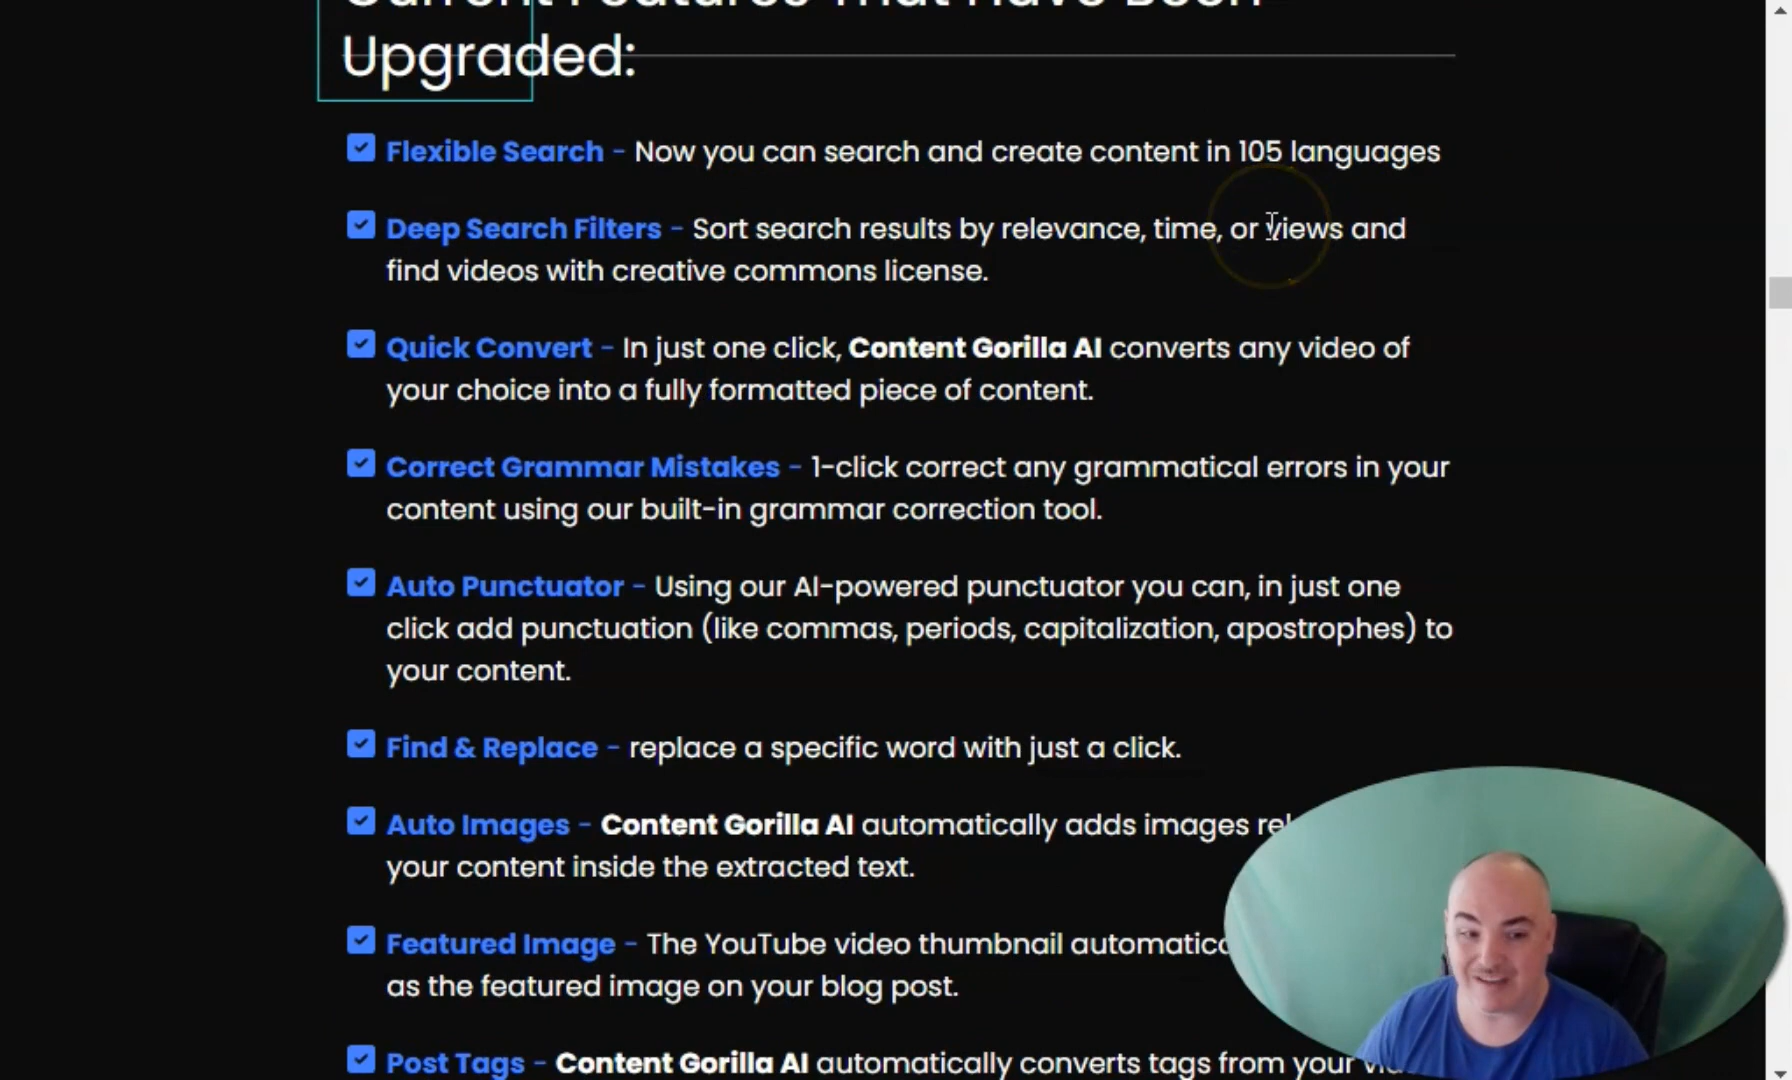 Current Features That Have Been
Upgraded:
Flexible Search - Now you can search and create content in 105 languages
Deep Search Filters - Sort search results by relevance, time, or views and
find videos with creative commons license.
Quick Convert - In just one click, Content Gorilla AI converts any video of
your choice into a fully formatted piece of content.
Correct Grammar Mistakes - 1-click correct any grammatical errors in your
content using our built-in grammar correction tool.
Auto Punctuator - Using our AI-powered punctuator you can, in just one
click add punctuation (like commas, periods, capitalization, apostrophes) to
your content.
Find & Replace - replace a specific word with just a click.
Auto Images - Content Gorilla AI automatically adds images
your content inside the extracted text.
Featured Image - The YouTube video thumbnail
as the featured image on your blog post.
Post Tags - Content Gorilla AI automatically converts tags from your